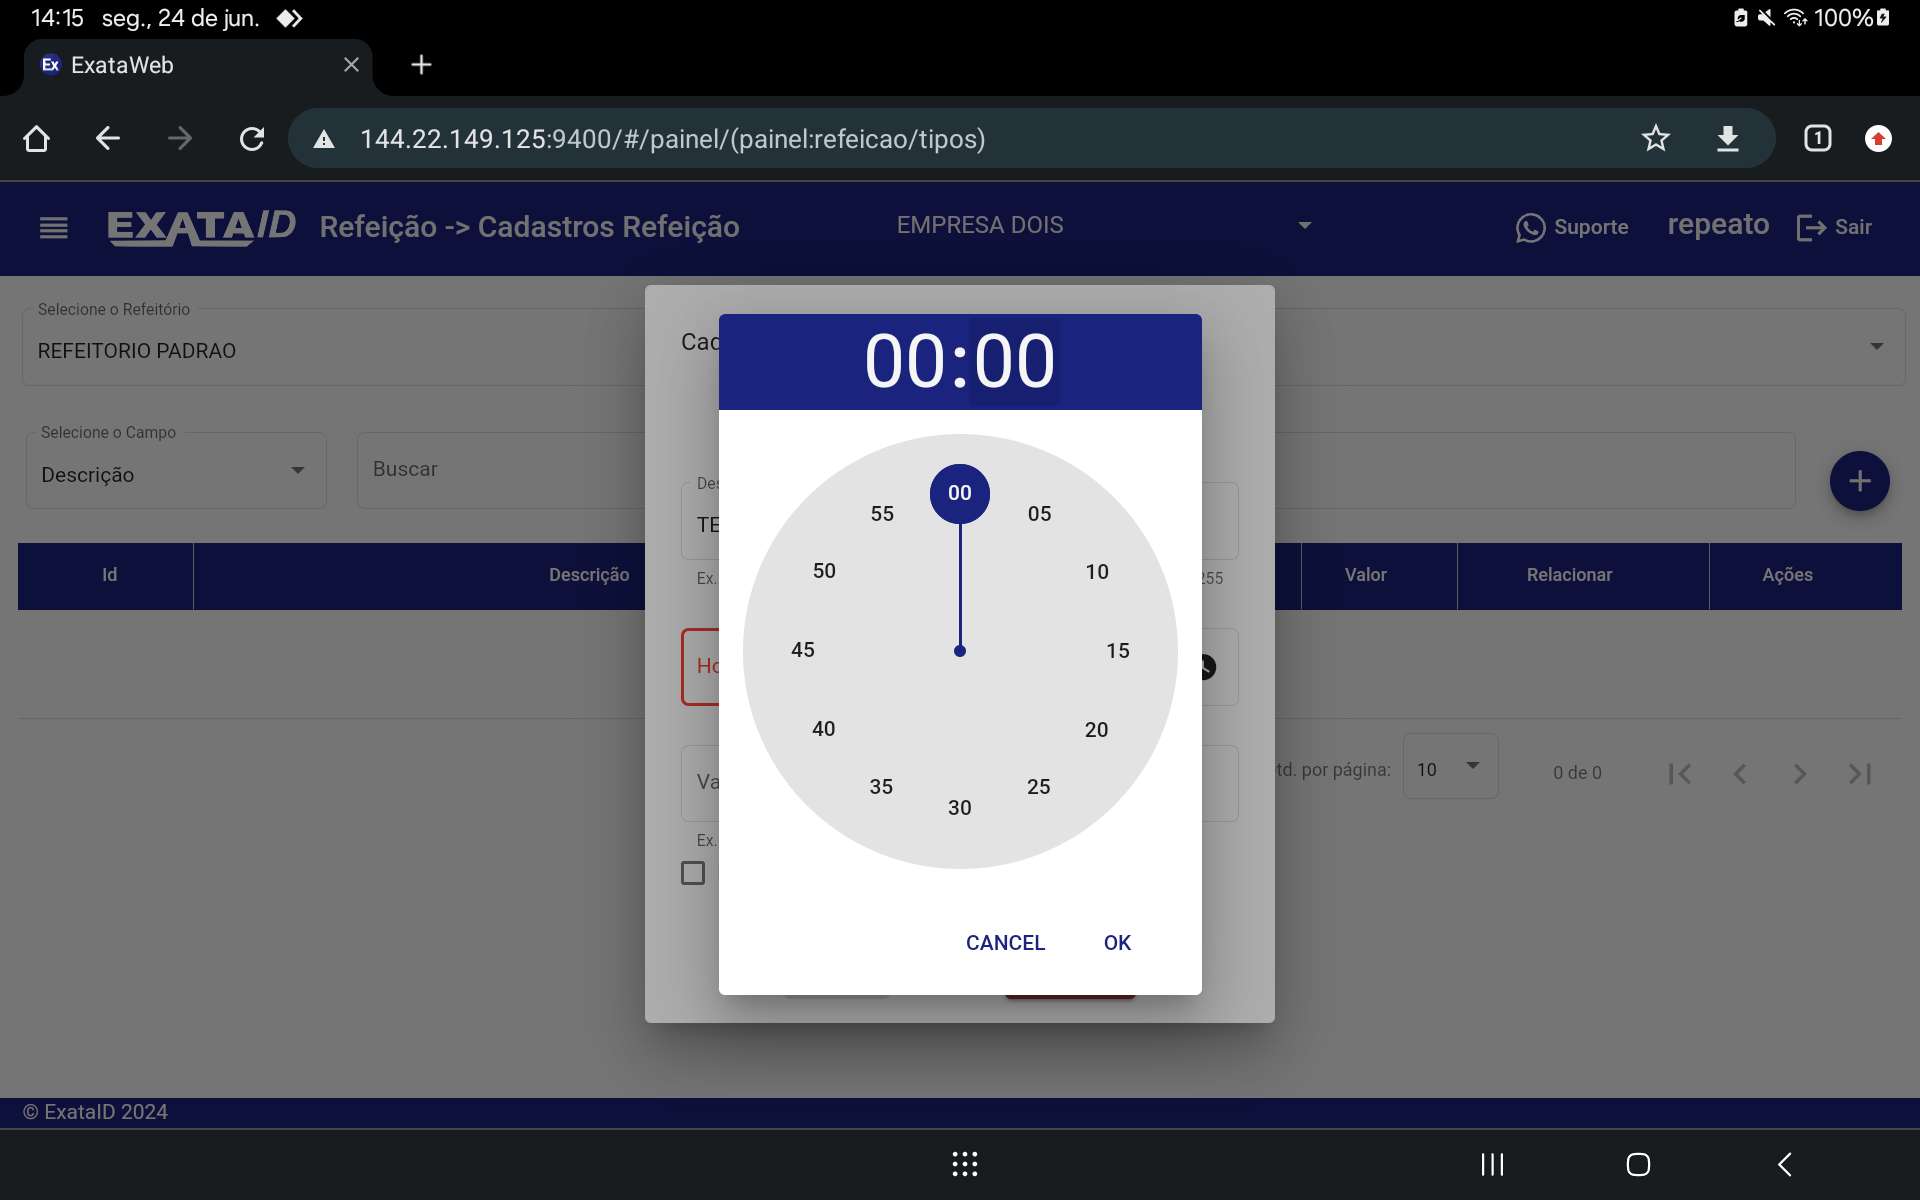 14:15 seg., 24 de jun. 100%
Ex ExataWeb
144.22.149.125:9400/#/painel/(painel:refeicao/tipos) 1
EXATAID Refeição -> Cadastros Refeição EMPRESA DOIS Suporte repeato Sair
Selecione o Refeitório
REFEITORIO PADRAO
Selecione o Campo
Descrição
Buscar
Id Descrição Valor Relacionar Ações
Cad
Des
TE
Ex.
255
Ho
Va
Ex.
00:00
00
05
10
15
20
25
30
35
40
45
50
55
CANCEL OK
td. por página: 10 0 de 0
© ExataID 2024